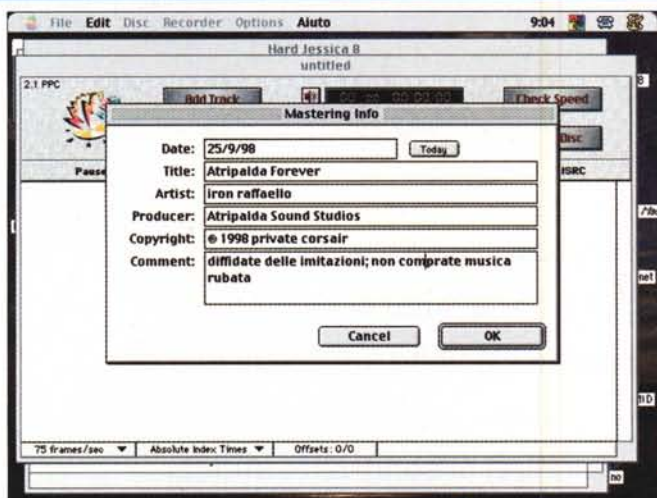 File Edit Disc Recorder Options Aiuto 9:04
Hard Jessica 8
untitled
2.1 PPC
Add Track
Check Speed
Mastering Info
Disc
Date: 25/9/98 Today
Pause
Title: Atripalda Forever
ISRC
Artist: iron raffaello
Producer: Atripalda Sound Studios
Copyright: © 1998 private corsair
Comment: diffidate delle imitazioni; non comprate musica
rubata
net
Cancel OK
75 frames/sec Absolute Index Times Offsets: 0/0
no